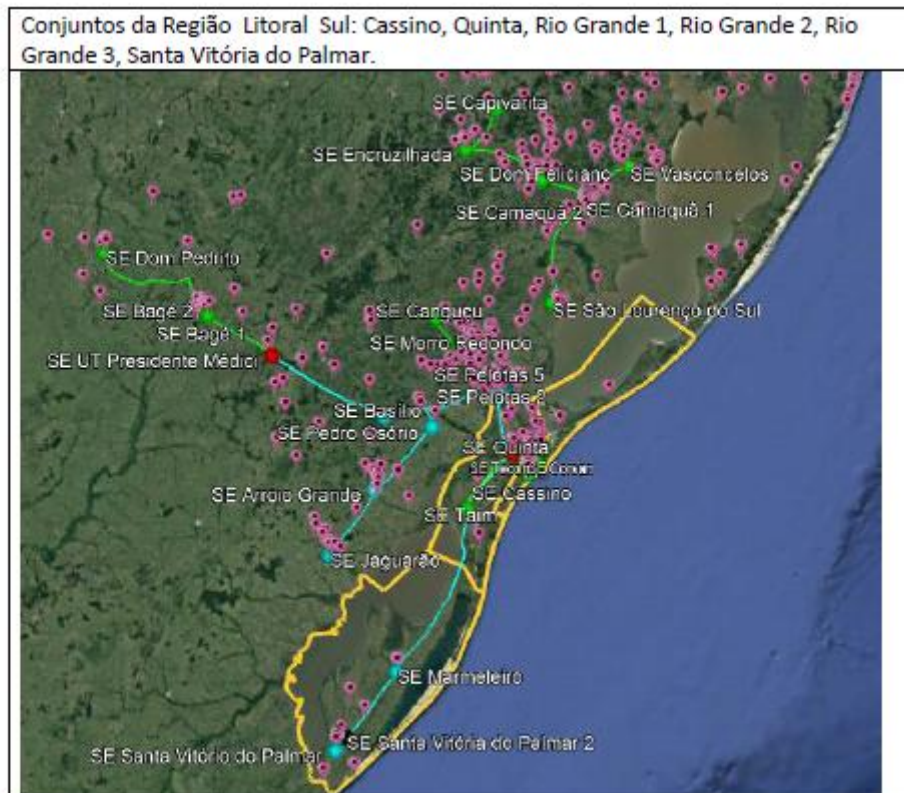 Conjuntos da Região Litoral Sul: Cassino, Quinta, Rio Grande 1, Rio Grande 2, Rio
Grande 3, Santa Vitória do Palmar.
SE Capivarita
SE Encruzilhada
SE Dom Feliciano
SE Vasconcelos
SE Camaquã 2
SE Camaquã 1
SE Dom Pedrito
SE Bagé 2
SE Canguçu
SE São Lourenço do Sul
SE Bagé 1
SE Morro Redondo
SE UT Presidente Médici
SE Pelotas 5
SE Pelotas 2
SE Basílio
SE Pedro Osório
SE Quinta
SE Arroio Grande
SE Cassino
SE Taim
SE Jaguarão
SE Marmeleiro
SE Santa Vitória do Palmar 2
SE Santa Vitório do Palmar